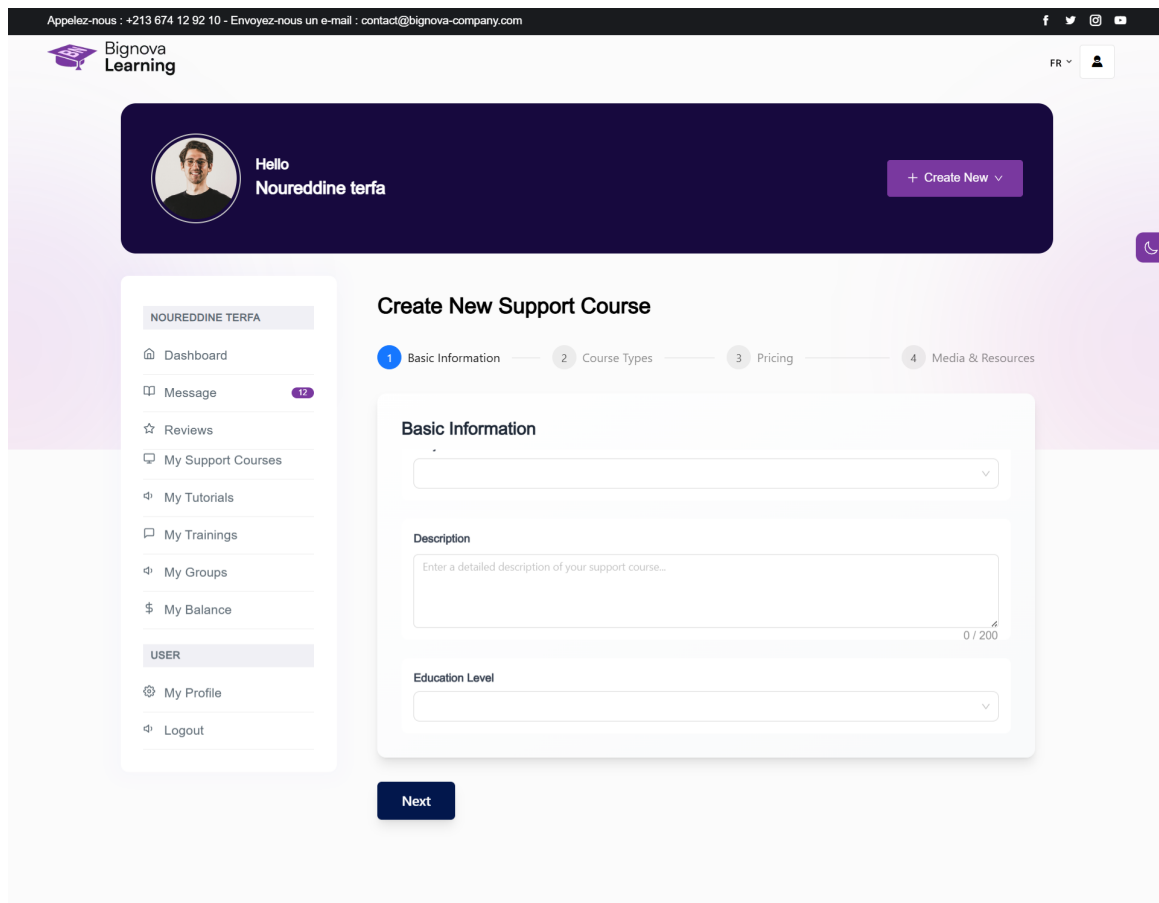 Appelez-nous : +213 674 12 92 10 - Envoyez-nous un e-mail : contact@bignova-company.com
Bignova
Learning
FR
Hello
Noureddine terfa
+ Create New
NOUREDDINE TERFA
Dashboard
Message 12
Reviews
My Support Courses
My Tutorials
My Trainings
My Groups
My Balance
USER
My Profile
Logout
Create New Support Course
1 Basic Information 2 Course Types 3 Pricing 4 Media & Resources
Basic Information
Description
Enter a detailed description of your support course...
0 / 200
Education Level
Next